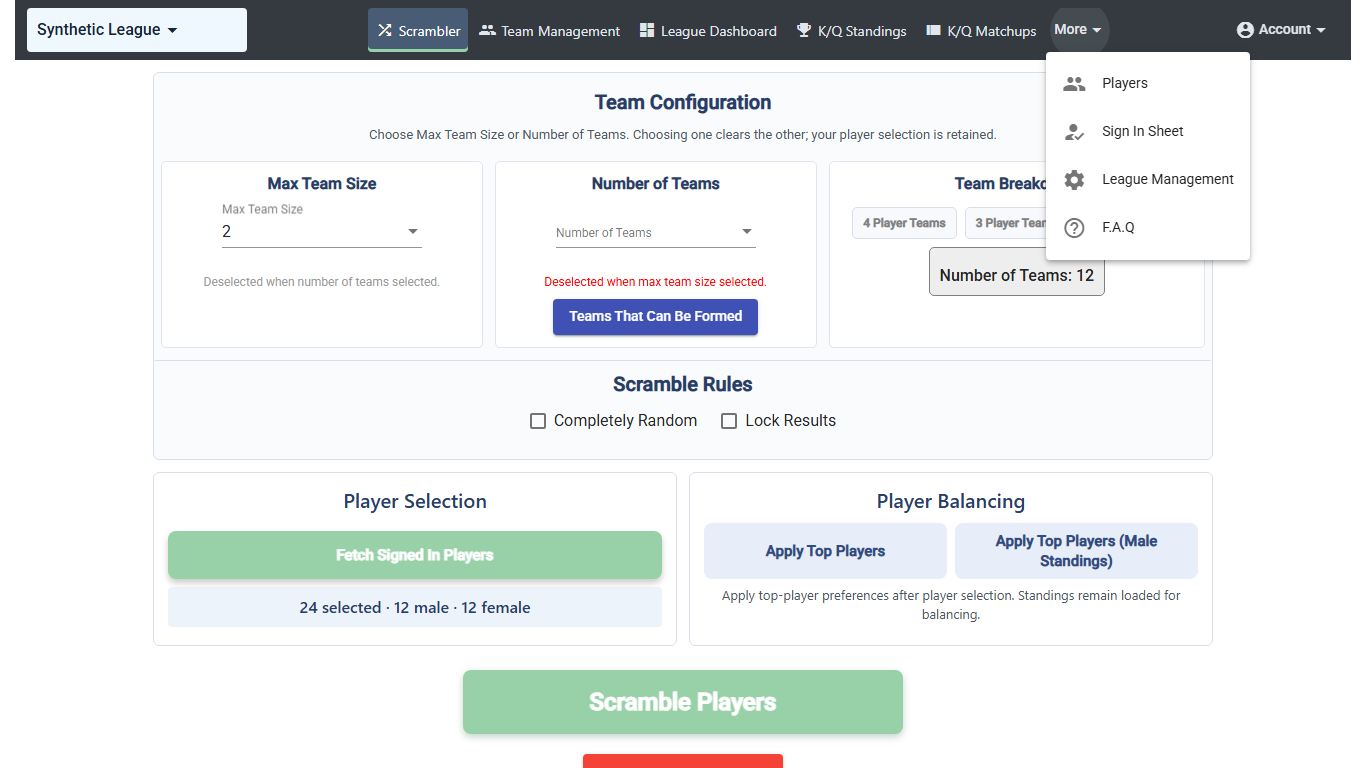 Synthetic League
Scrambler
Team Management
League Dashboard
K/Q Standings
K/Q Matchups
More
Account
Players
Sign In Sheet
League Management
F.A.Q
Team Configuration
Choose Max Team Size or Number of Teams. Choosing one clears the other; your player selection is retained.
Max Team Size
Max Team Size
2
Deselected when number of teams selected.
Number of Teams
Number of Teams
Deselected when max team size selected.
Teams That Can Be Formed
Team
4 Player Teams
3 Player
Number of Teams: 12
Scramble Rules
Completely Random
Lock Results
Player Selection
Fetch Signed In Players
24 selected · 12 male · 12 female
Player Balancing
Apply Top Players
Apply Top Players (Male
Standings)
Apply top-player preferences after player selection. Standings remain loaded for
balancing.
Scramble Players